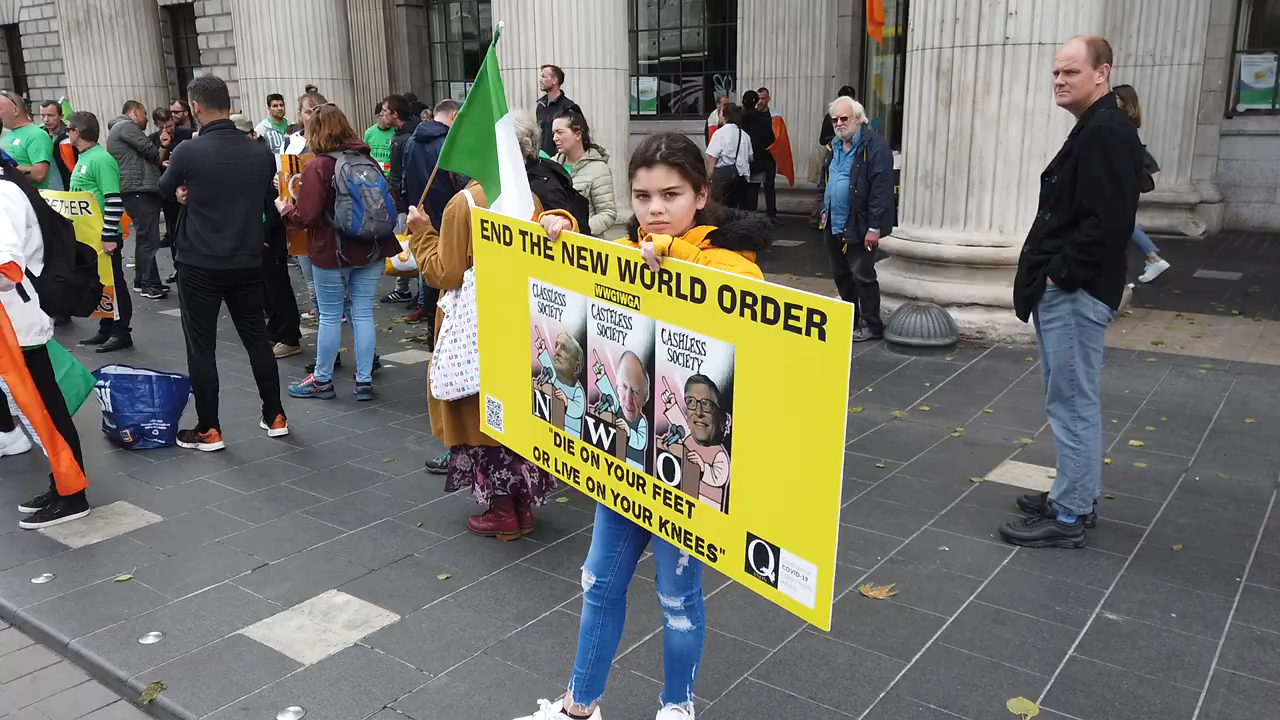 END THE NEW WORLD ORDER
WWG1WGA
CLASSLESS
SOCIETY
CASTELESS
SOCIETY
CASHLESS
SOCIETY
N
W
O
"DIE ON YOUR FEET
OR LIVE ON YOUR KNEES"
Q
COVID-19